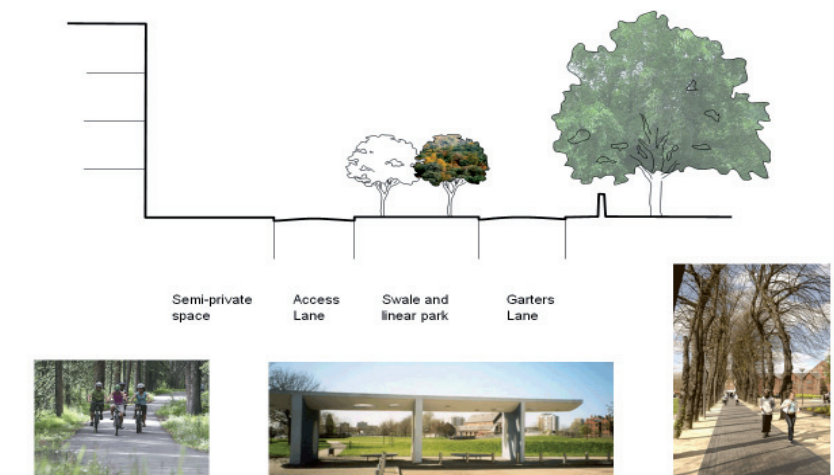 Semi-private
space
Access
Lane
Swale and
linear park
Garters
Lane